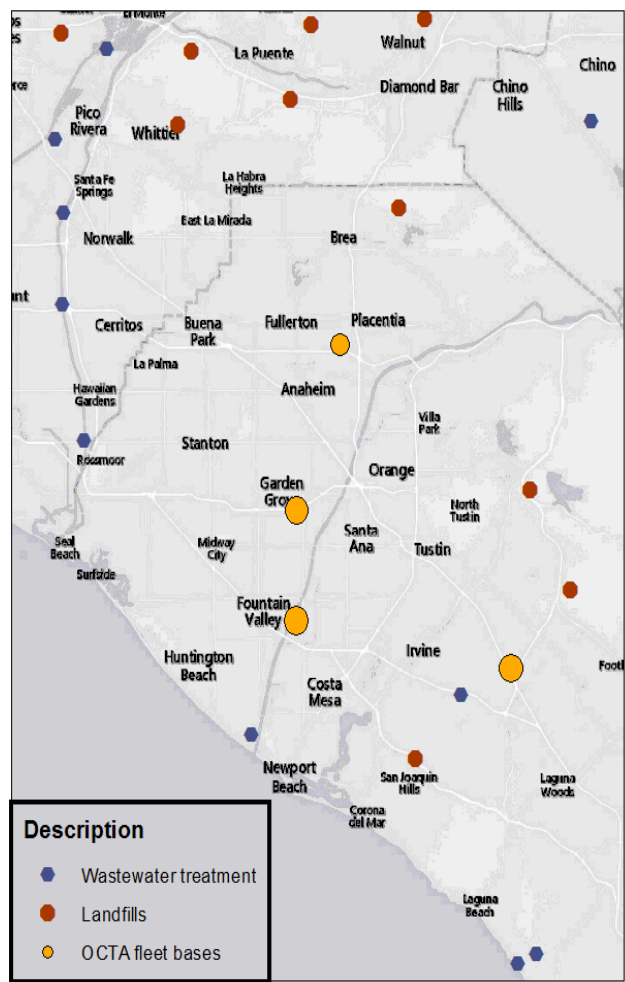 El Monte
La Puente
Walnut
Chino
Diamond Bar
Chino
Hills
Pico
Rivera
Whittier
Santa Fe
Springs
La Habra
Heights
East La Mirada
Norwalk
Brea
Cerritos
Buena
Park
Fullerton
Placentia
La Palma
Hawaiian
Gardens
Anaheim
Villa
Park
Stanton
Rossmoor
Orange
Garden
Grov
North
Tustin
Seal
Beach
Midway
City
Santa
Ana
Tustin
Surfside
Fountain
Valley
Huntington
Beach
Irvine
Footl
Costa
Mesa
Newport
Beach
San Joaquin
Hills
Laguna
Woods
Corona
del Mar
Laguna
Beach
Description
Wastewater treatment
Landfills
OCTA fleet bases